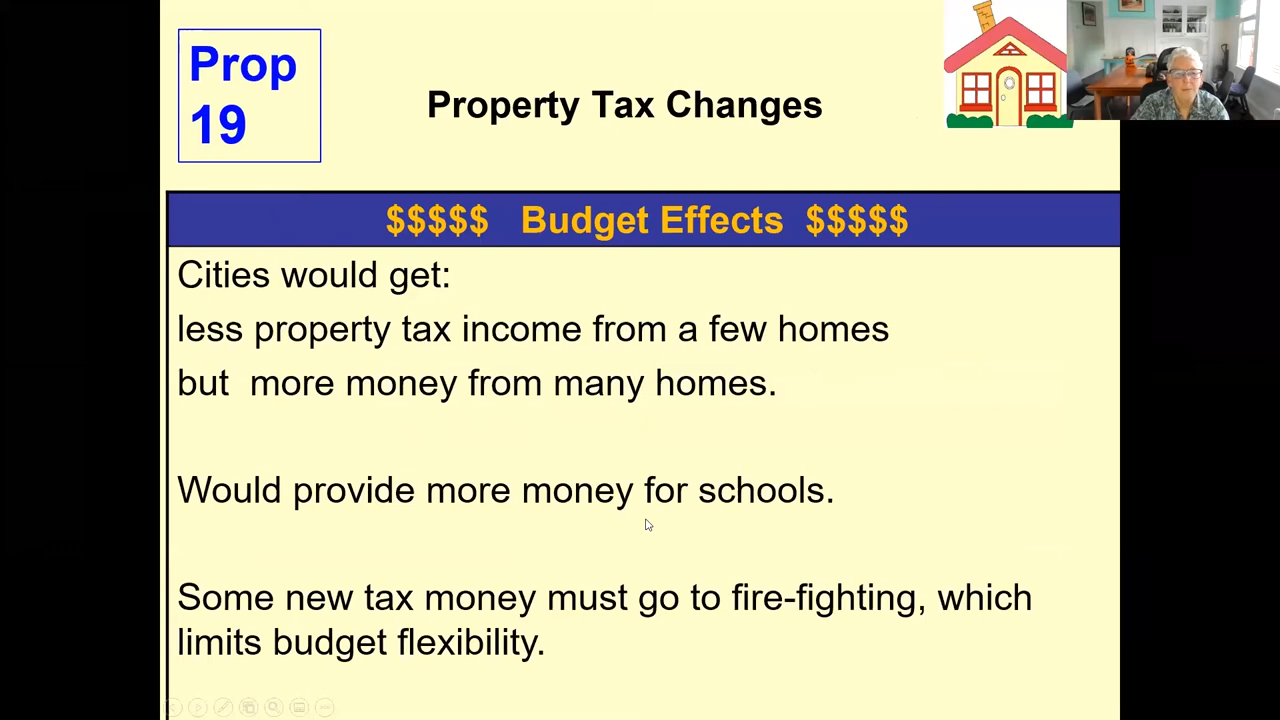 Prop
19
Property Tax Changes
$$$$$ Budget Effects $$$$$
Cities would get:
less property tax income from a few homes
but more money from many homes.
Would provide more money for schools.
Some new tax money must go to fire-fighting, which
limits budget flexibility.